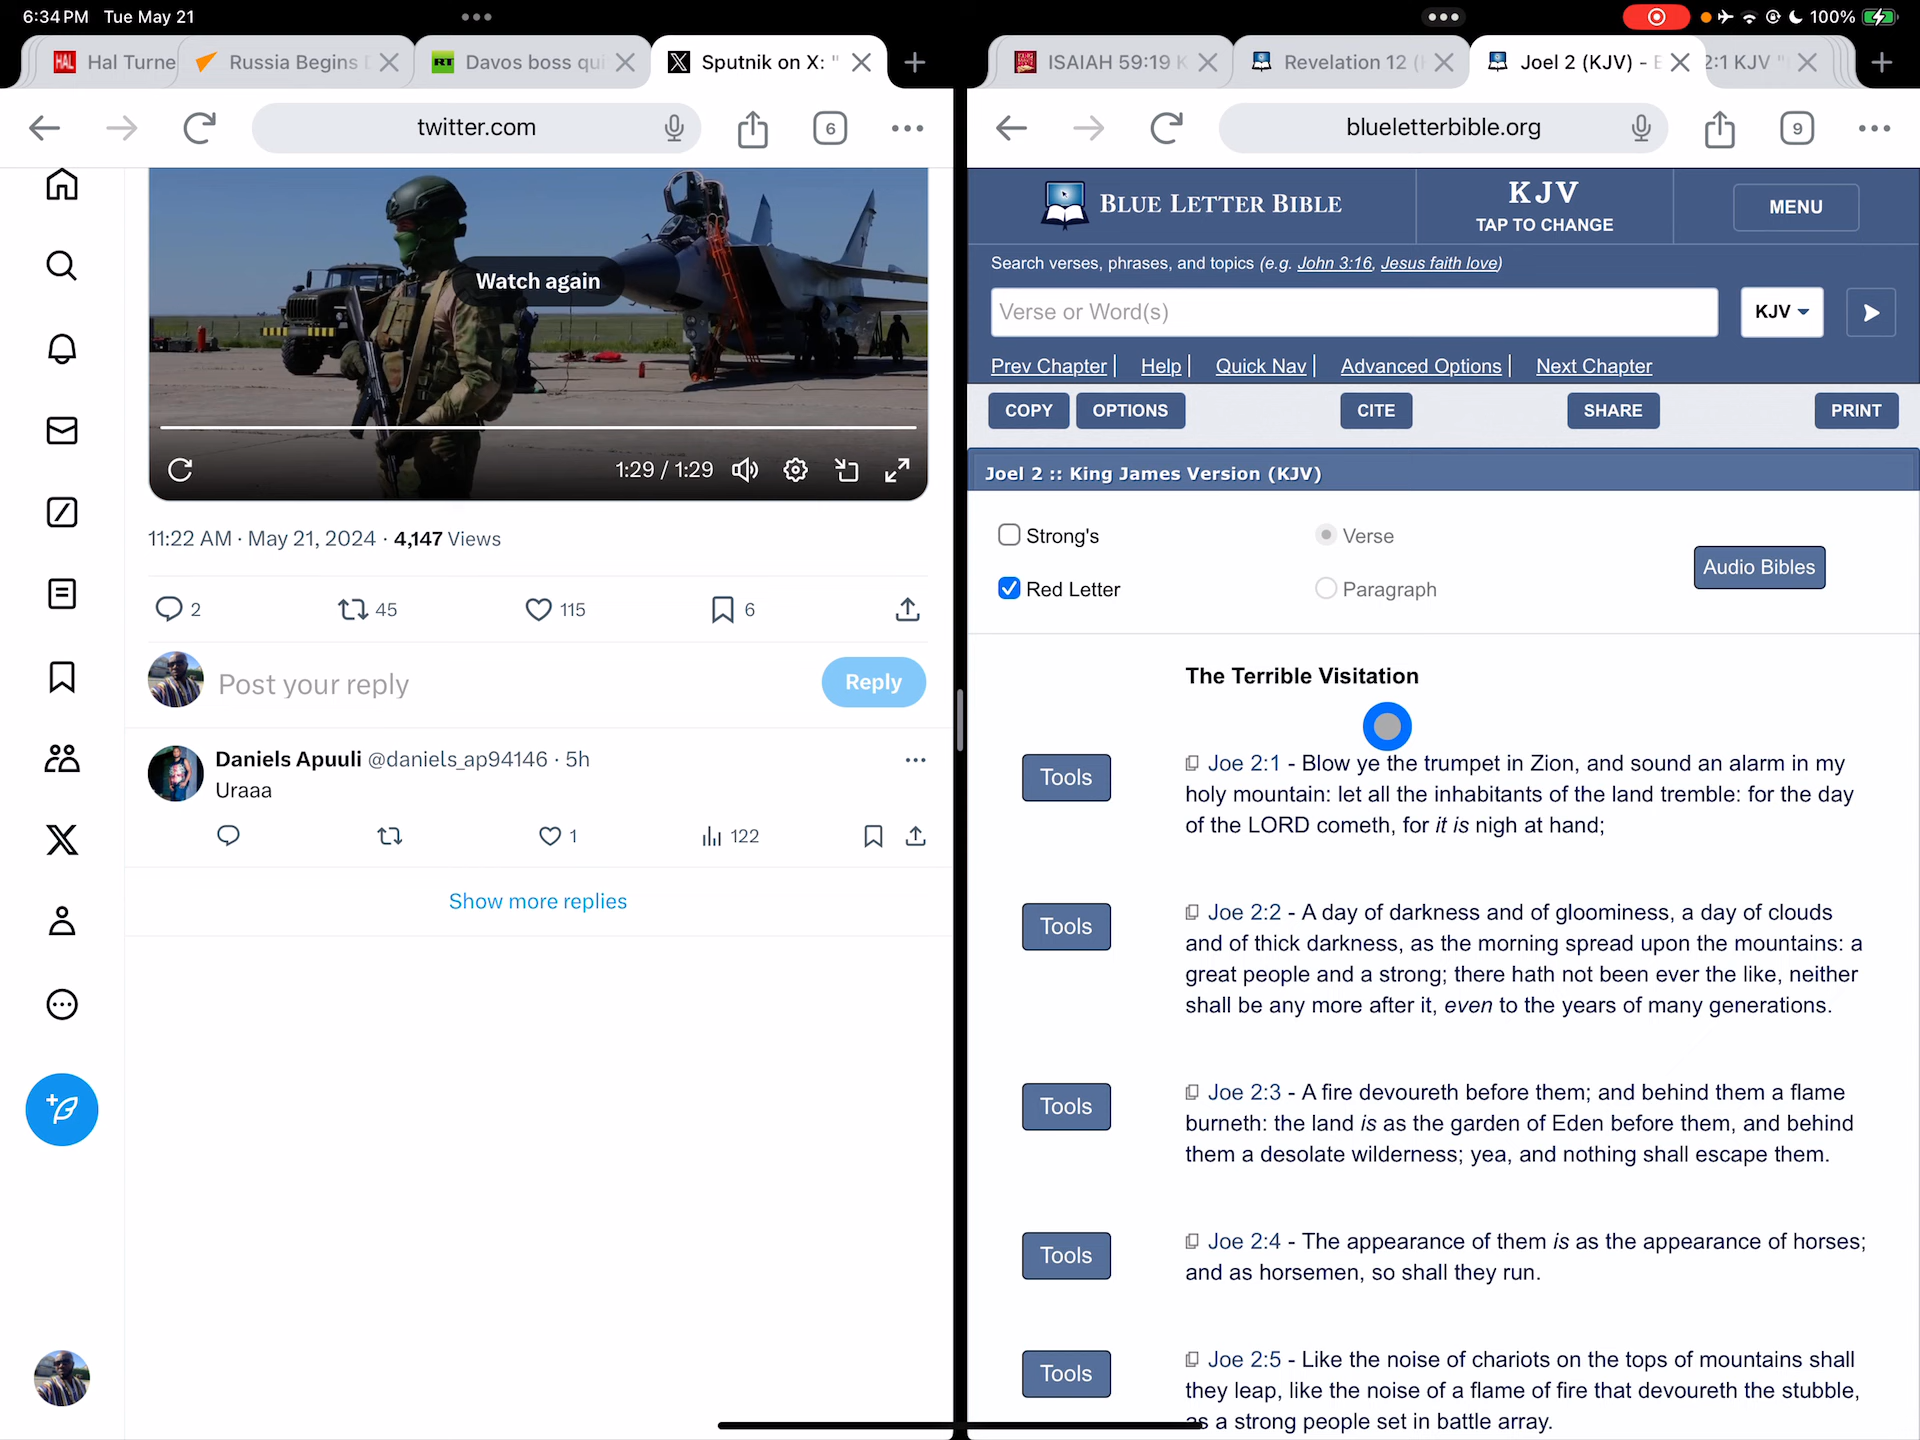 6:34 PM Tue May 21
100%
Hal Turne
Russia Begins D
Davos boss qui
Sputnik on X: "
twitter.com
6
Watch again
1:29 / 1:29
11:22 AM · May 21, 2024 · 4,147 Views
2
45
115
6
Post your reply
Reply
Daniels Apuuli @daniels_ap94146 · 5h
Uraaa
1
122
Show more replies
ISAIAH 59:19 K
Revelation 12 (
Joel 2 (KJV) - B
2:1 KJV "
blueletterbible.org
9
BLUE LETTER BIBLE
KJV
TAP TO CHANGE
MENU
Search verses, phrases, and topics (e.g. John 3:16, Jesus faith love)
Verse or Word(s)
KJV
Prev Chapter | Help | Quick Nav | Advanced Options | Next Chapter
COPY OPTIONS CITE SHARE PRINT
Joel 2 :: King James Version (KJV)
Strong's
Verse
Red Letter
Paragraph
Audio Bibles
The Terrible Visitation
Tools
Joe 2:1 - Blow ye the trumpet in Zion, and sound an alarm in my
holy mountain: let all the inhabitants of the land tremble: for the day
of the LORD cometh, for it is nigh at hand;
Tools
Joe 2:2 - A day of darkness and of gloominess, a day of clouds
and of thick darkness, as the morning spread upon the mountains: a
great people and a strong; there hath not been ever the like, neither
shall be any more after it, even to the years of many generations.
Tools
Joe 2:3 - A fire devoureth before them; and behind them a flame
burneth: the land is as the garden of Eden before them, and behind
them a desolate wilderness; yea, and nothing shall escape them.
Tools
Joe 2:4 - The appearance of them is as the appearance of horses;
and as horsemen, so shall they run.
Tools
Joe 2:5 - Like the noise of chariots on the tops of mountains shall
they leap, like the noise of a flame of fire that devoureth the stubble,
as a strong people set in battle array.